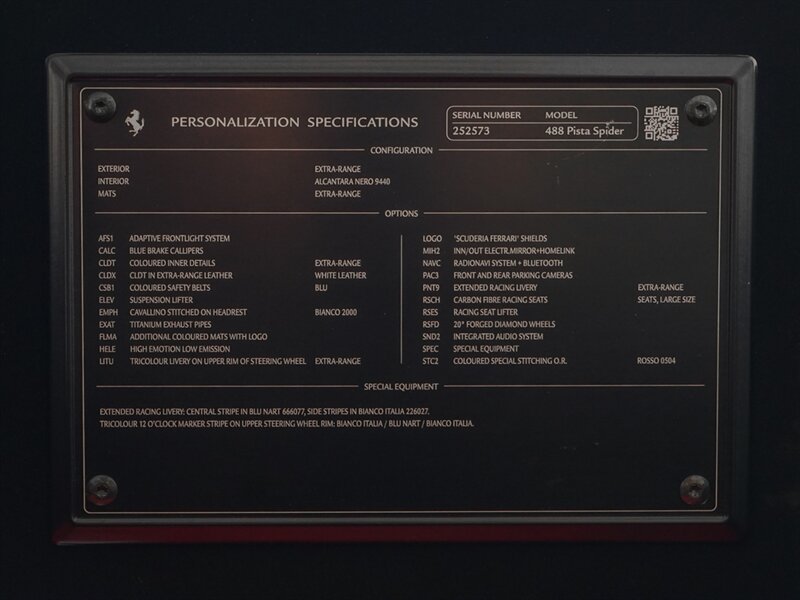 PERSONALIZATION SPECIFICATIONS
SERIAL NUMBER MODEL
252573 488 Pista Spider
CONFIGURATION
EXTERIOR EXTRA-RANGE
INTERIOR ALCANTARA NERO 9440
MATS EXTRA-RANGE
OPTIONS
AFS1 ADAPTIVE FRONTLIGHT SYSTEM
CALC BLUE BRAKE CALLIPERS
CLDT COLOURED INNER DETAILS EXTRA-RANGE
CLDX CLDT IN EXTRA-RANGE LEATHER WHITE LEATHER
CSB1 COLOURED SAFETY BELTS BLU
ELEV SUSPENSION LIFTER
EMPH CAVALLINO STITCHED ON HEADREST BIANCO 2000
EXAT TITANIUM EXHAUST PIPES
FLMA ADDITIONAL COLOURED MATS WITH LOGO
HELE HIGH EMOTION LOW EMISSION
LITU TRICOLOUR LIVERY ON UPPER RIM OF STEERING WHEEL EXTRA-RANGE
LOGO 'SCUDERIA FERRARI' SHIELDS
MIH2 INN/OUT ELECTR.MIRROR+HOMELINK
NAVC RADIONAVI SYSTEM + BLUETOOTH
PAC3 FRONT AND REAR PARKING CAMERAS
PNT9 EXTENDED RACING LIVERY EXTRA-RANGE
RSCH CARBON FIBRE RACING SEATS SEATS, LARGE SIZE
RSES RACING SEAT LIFTER
RSFD 20" FORGED DIAMOND WHEELS
SND2 INTEGRATED AUDIO SYSTEM
SPEC SPECIAL EQUIPMENT
STC2 COLOURED SPECIAL STITCHING O.R. ROSSO 0504
SPECIAL EQUIPMENT
EXTENDED RACING LIVERY: CENTRAL STRIPE IN BLU NART 666077, SIDE STRIPES IN BIANCO ITALIA 226027.
TRICOLOUR 12 O'CLOCK MARKER STRIPE ON UPPER STEERING WHEEL RIM: BIANCO ITALIA / BLU NART / BIANCO ITALIA.